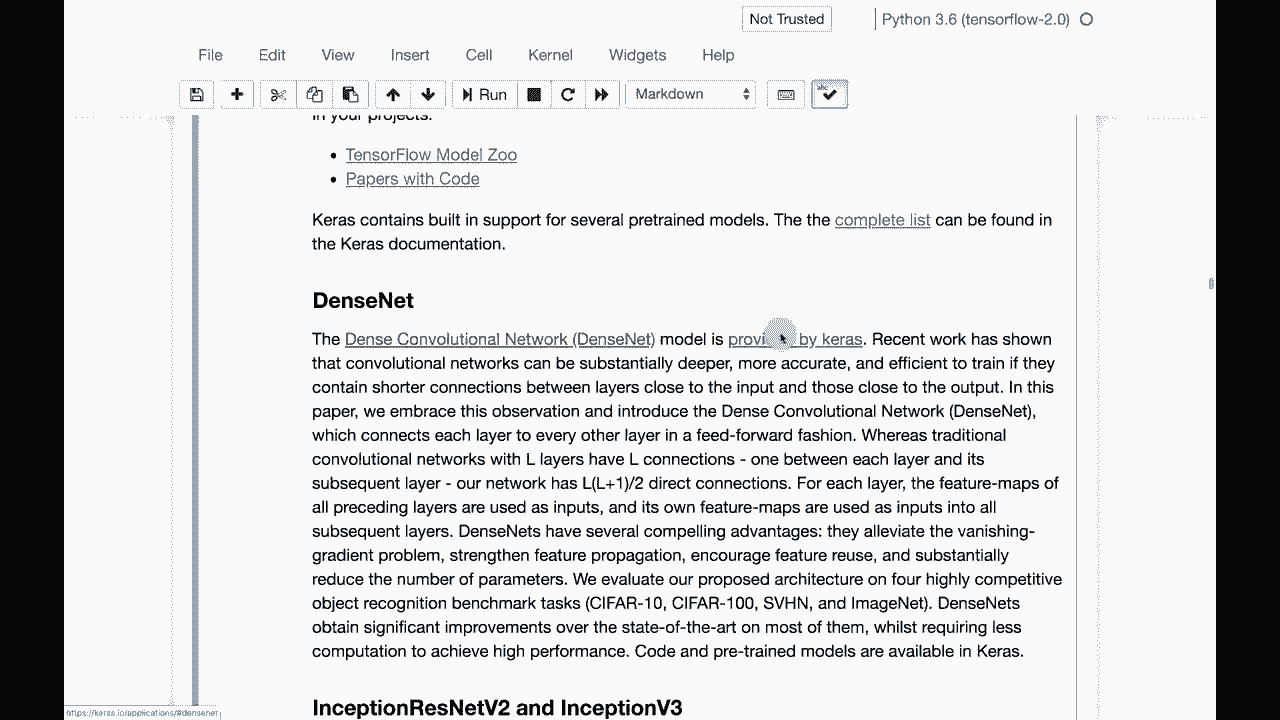 Not Trusted
Python 3.6 (tensorflow-2.0)
File Edit View Insert Cell Kernel Widgets Help
Run Markdown
in your projects.
TensorFlow Model Zoo
Papers with Code
Keras contains built in support for several pretrained models. The the complete list can be found in
the Keras documentation.
DenseNet
The Dense Convolutional Network (DenseNet) model is by keras. Recent work has shown
that convolutional networks can be substantially deeper, more accurate, and efficient to train if they
contain shorter connections between layers close to the input and those close to the output. In this
paper, we embrace this observation and introduce the Dense Convolutional Network (DenseNet),
which connects each layer to every other layer in a feed-forward fashion. Whereas traditional
convolutional networks with L layers have L connections - one between each layer and its
subsequent layer - our network has L(L+1)/2 direct connections. For each layer, the feature-maps of
all preceding layers are used as inputs, and its own feature-maps are used as inputs into all
subsequent layers. DenseNets have several compelling advantages: they alleviate the vanishing-
gradient problem, strengthen feature propagation, encourage feature reuse, and substantially
reduce the number of parameters. We evaluate our proposed architecture on four highly competitive
object recognition benchmark tasks (CIFAR-10, CIFAR-100, SVHN, and ImageNet). DenseNets
obtain significant improvements over the state-of-the-art on most of them, whilst requiring less
computation to achieve high performance. Code and pre-trained models are available in Keras.
InceptionResNetV2 and InceptionV3
https://keras.io/applications/#densenet